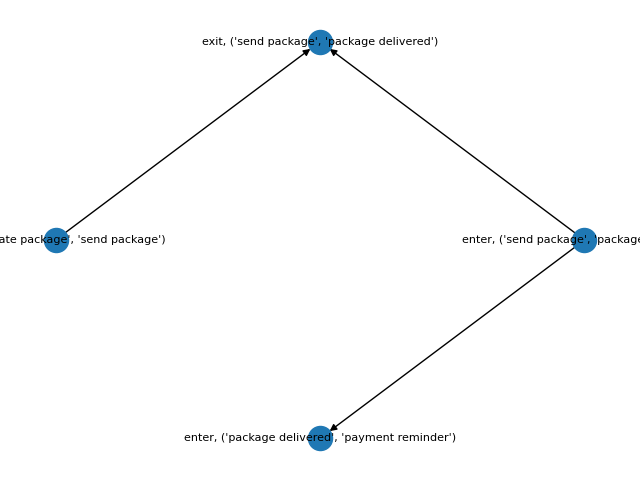 exit, ('send package', 'package delivered')
ate package', 'send package')
enter, ('send package', 'package
enter, ('package delivered', 'payment reminder')